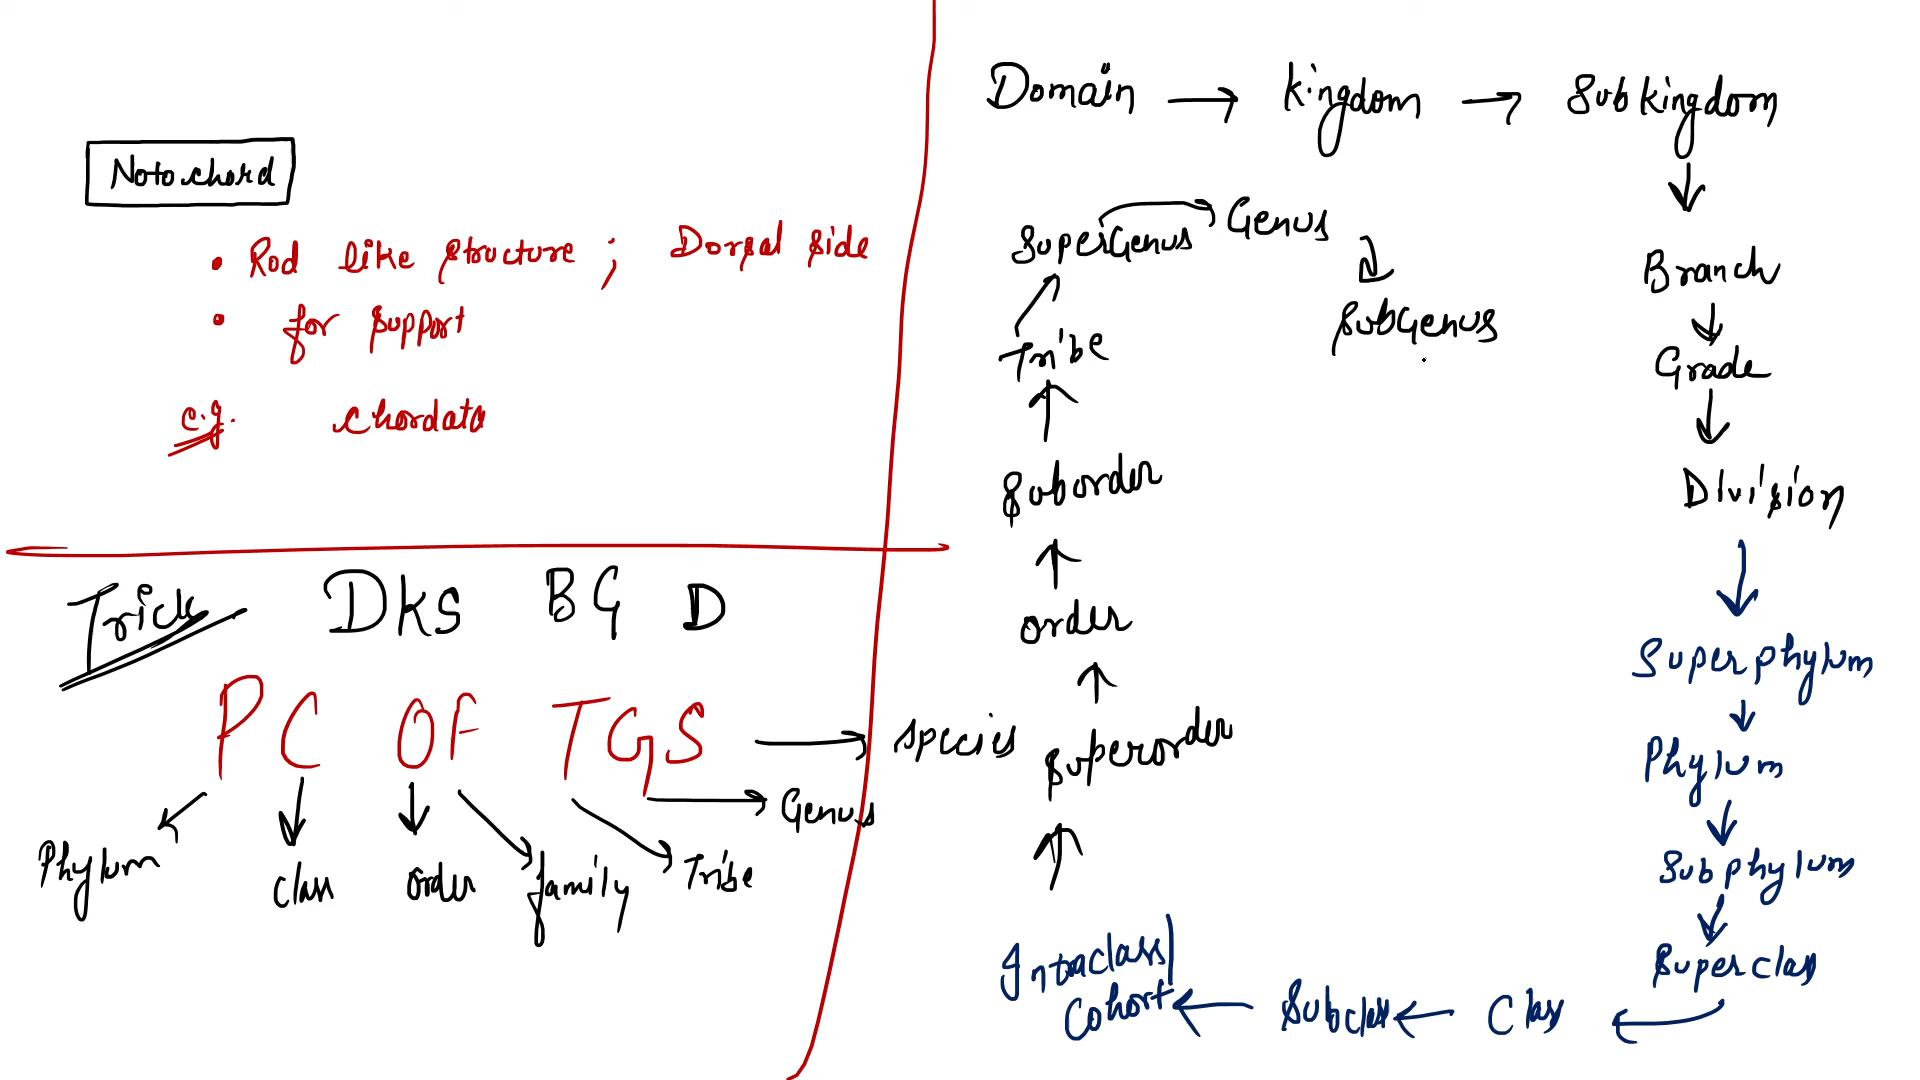 Notochord
• Rod like structure ; Dorsal side
• for support
e.g. chordata
Trick DKS BG D
PC OF TGS → species
Genus
Phylum class order family Tribe
Domain → Kingdom → Subkingdom
Branch
Grade
Division
Superphylum
Phylum
Subphylum
Superclass
Class
Subclass
Intraclass/
Cohort
Superorder
order
Suborder
Tribe
SuperGenus → Genus
SubGenus